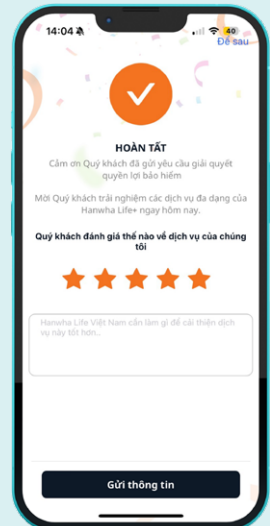 14:04
40
Để sau
HOÀN TẤT
Cảm ơn Quý khách đã gửi yêu cầu giải quyết
quyền lợi bảo hiểm
Mời Quý khách trải nghiệm các dịch vụ đa dạng của
Hanwha Life+ ngay hôm nay.
Quý khách đánh giá thế nào về dịch vụ của chúng
tôi
Hanwha Life Việt Nam cần làm gì để cải thiện dịch
vụ này tốt hơn...
Gửi thông tin